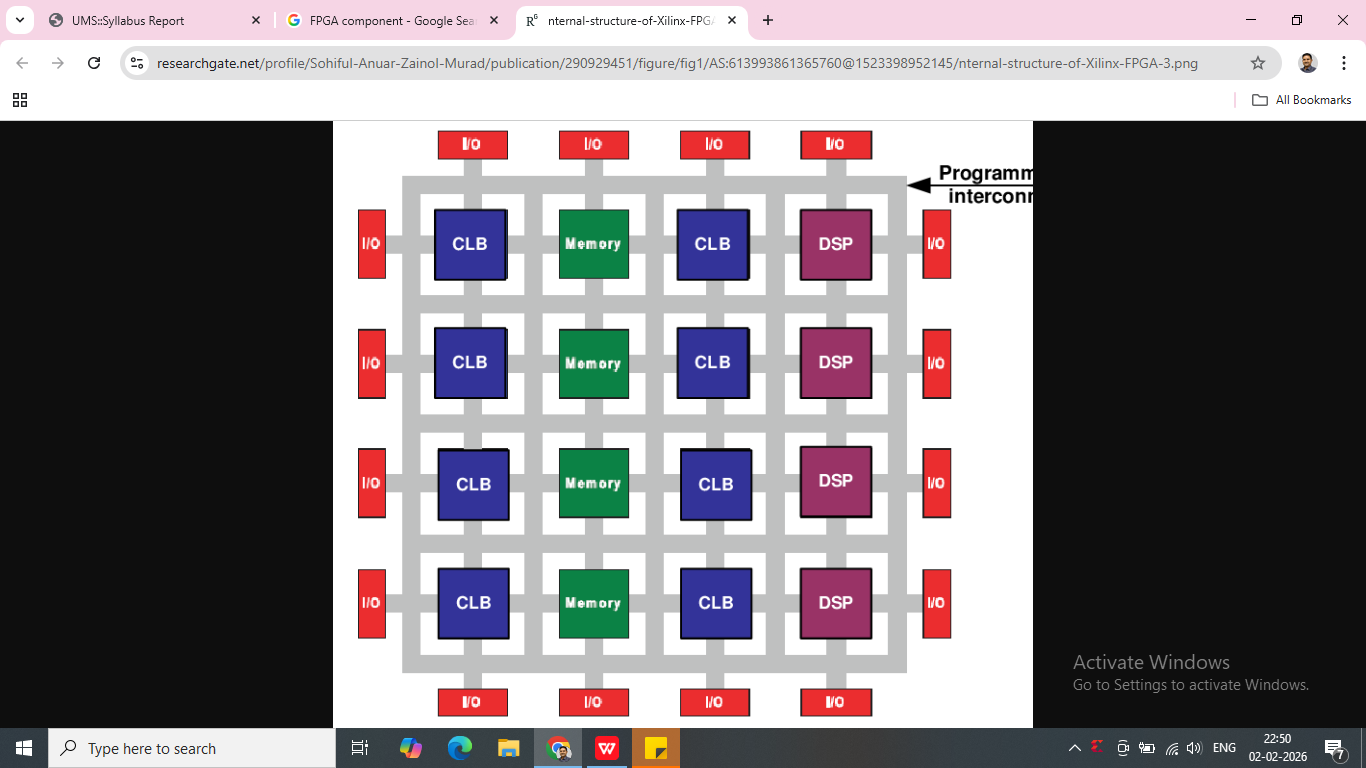 UMS::Syllabus Report
FPGA component - Google Sea
nternal-structure-of-Xilinx-FPGA
researchgate.net/profile/Sohiful-Anuar-Zainol-Murad/publication/290929451/figure/fig1/AS:613993861365760@1523398952145/nternal-structure-of-Xilinx-FPGA-3.png
All Bookmarks
I/O I/O I/O I/O
Programm
interconn
I/O CLB Memory CLB DSP I/O
I/O CLB Memory CLB DSP I/O
I/O CLB Memory CLB DSP I/O
I/O CLB Memory CLB DSP I/O
I/O I/O I/O I/O
Activate Windows
Go to Settings to activate Windows.
Type here to search
ENG
22:50
02-02-2026
7